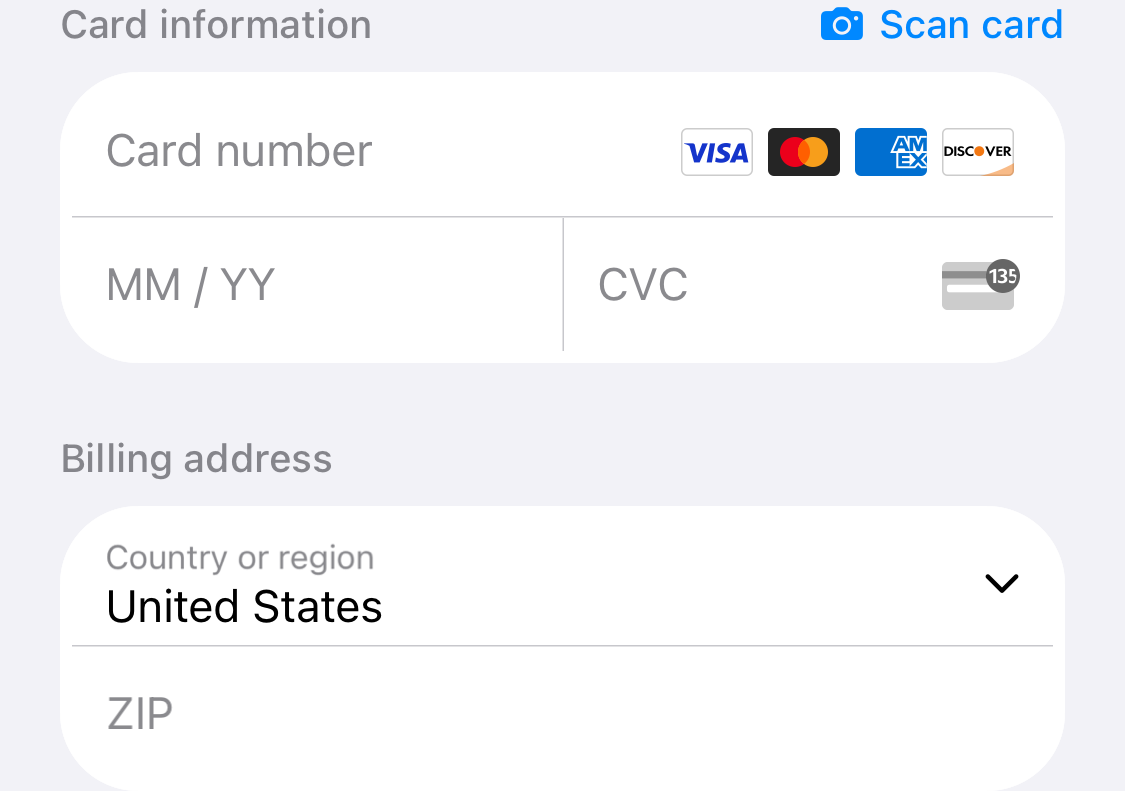 Card information
Scan card
Card number
VISA
AM
EX
DISCOVER
MM / YY
CVC
135
Billing address
Country or region
United States
ZIP